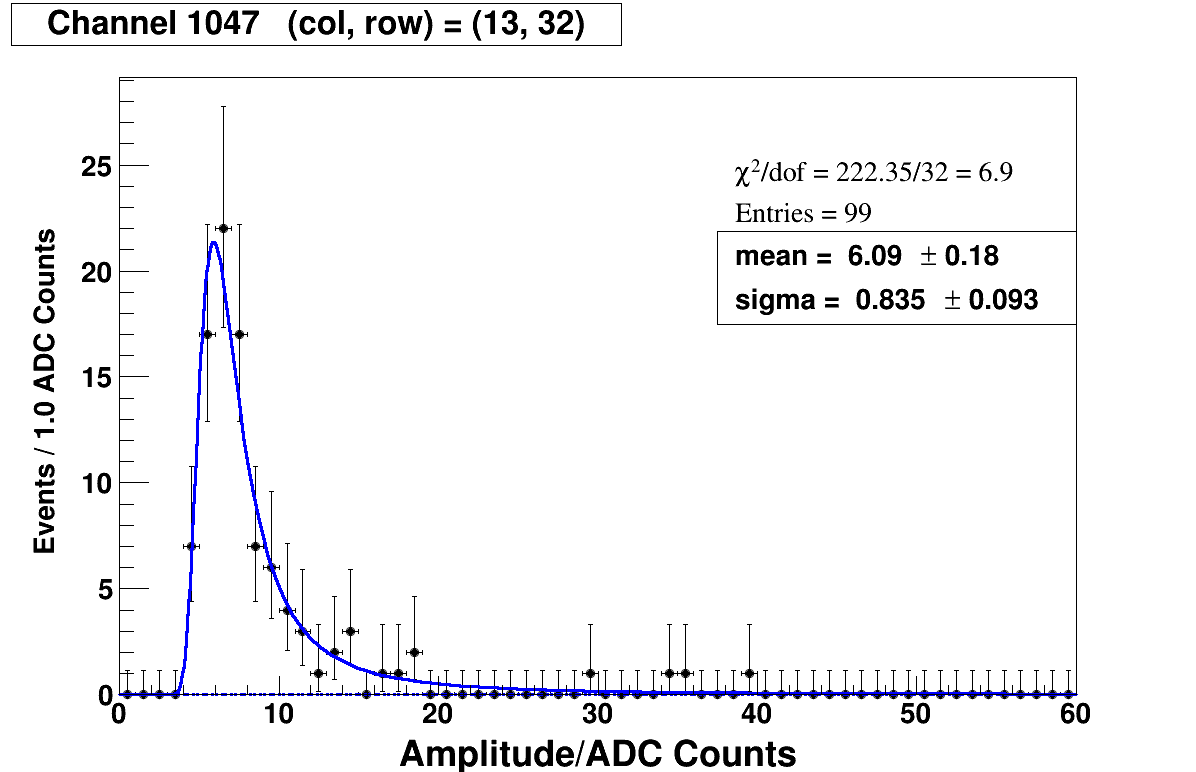 Channel 1047 (col, row) = (13, 32)
χ²/dof = 222.35/32 = 6.9
Entries = 99
mean = 6.09 ± 0.18
sigma = 0.835 ± 0.093
Events / 1.0 ADC Counts
25
20
15
10
5
0
0 10 20 30 40 50 60
Amplitude/ADC Counts